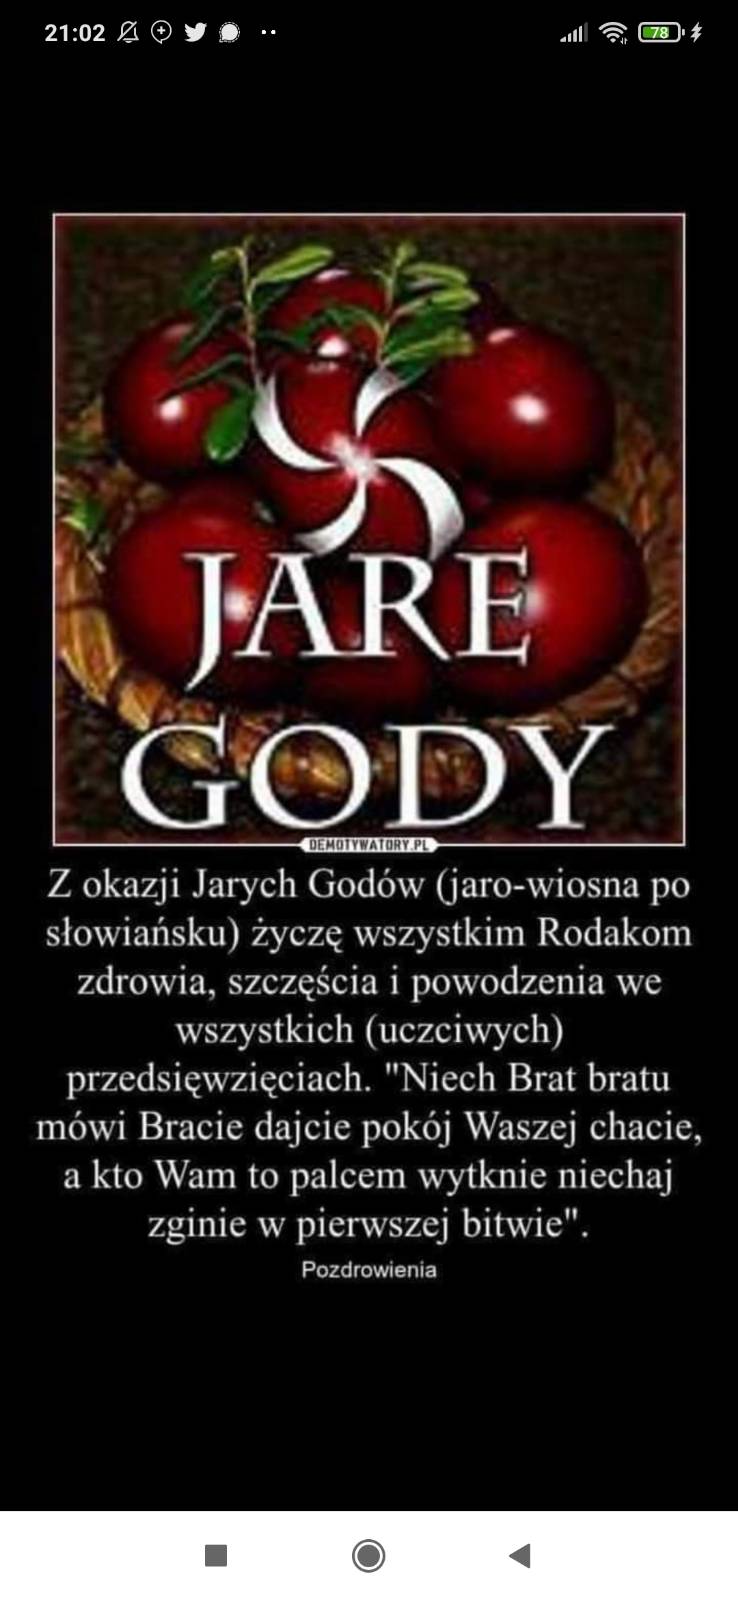 21:02
78
JARE
GODY
DEMOTYWATORY.PL
Z okazji Jarych Godów (jaro-wiosna po
słowiańsku) życzę wszystkim Rodakom
zdrowia, szczęścia i powodzenia we
wszystkich (uczciwych)
przedsięwzięciach. "Niech Brat bratu
mówi Bracie dajcie pokój Waszej chacie,
a kto Wam to palcem wytknie niechaj
zginie w pierwszej bitwie".
Pozdrowienia